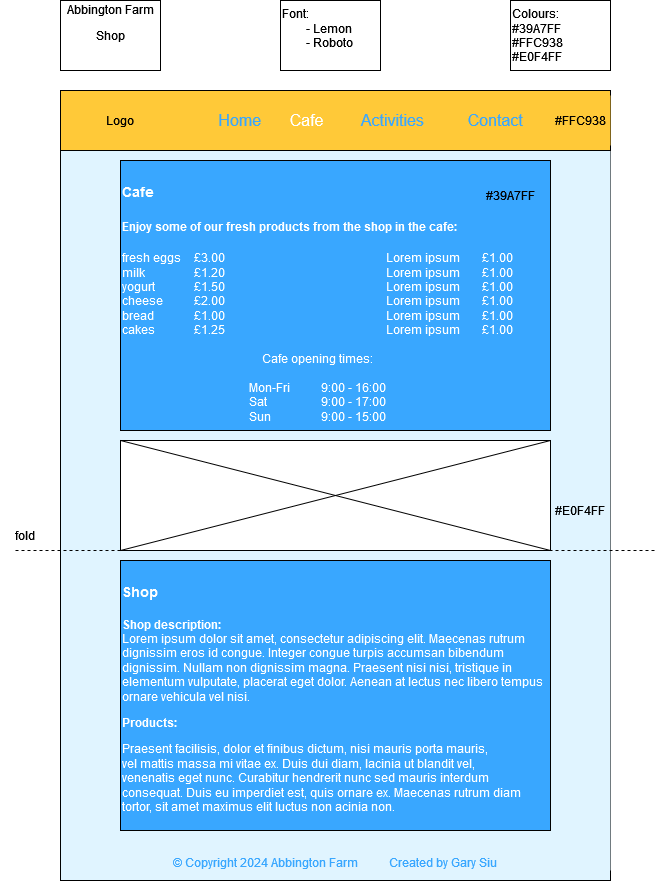 Abbington Farm
Shop
Font:
- Lemon
- Roboto
Colours:
#39A7FF
#FFC938
#E0F4FF
Logo Home Cafe Activities Contact #FFC938
Cafe
#39A7FF
Enjoy some of our fresh products from the shop in the cafe:
fresh eggs £3.00 Lorem ipsum £1.00
milk £1.20 Lorem ipsum £1.00
yogurt £1.50 Lorem ipsum £1.00
cheese £2.00 Lorem ipsum £1.00
bread £1.00 Lorem ipsum £1.00
cakes £1.25 Lorem ipsum £1.00
Cafe opening times:
Mon-Fri 9:00 - 16:00
Sat 9:00 - 17:00
Sun 9:00 - 15:00
#E0F4FF
fold
Shop
Shop description:
Lorem ipsum dolor sit amet, consectetur adipiscing elit. Maecenas rutrum
dignissim eros id congue. Integer congue turpis accumsan bibendum
dignissim. Nullam non dignissim magna. Praesent nisi nisi, tristique in
elementum vulputate, placerat eget dolor. Aenean at lectus nec libero tempus
ornare vehicula vel nisi.
Products:
Praesent facilisis, dolor et finibus dictum, nisi mauris porta mauris,
vel mattis massa mi vitae ex. Duis dui diam, lacinia ut blandit vel,
venenatis eget nunc. Curabitur hendrerit nunc sed mauris interdum
consequat. Duis eu imperdiet est, quis ornare ex. Maecenas rutrum diam
tortor, sit amet maximus elit luctus non acinia non.
© Copyright 2024 Abbington Farm Created by Gary Siu